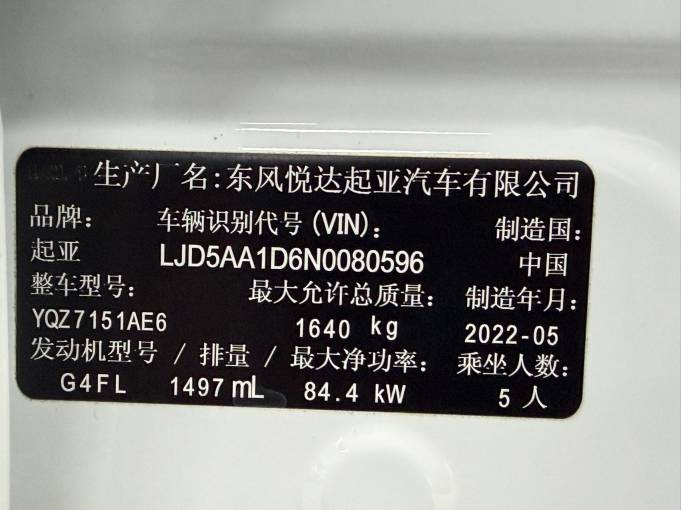 生产厂名:东风悦达起亚汽车有限公司
品牌: 车辆识别代号(VIN): 制造国:
起亚 LJD5AA1D6N0080596 中国
整车型号: 最大允许总质量: 制造年月:
YQZ7151AE6 1640 kg 2022-05
发动机型号 / 排量 / 最大净功率: 乘坐人数:
G4FL 1497 mL 84.4 kW 5 人